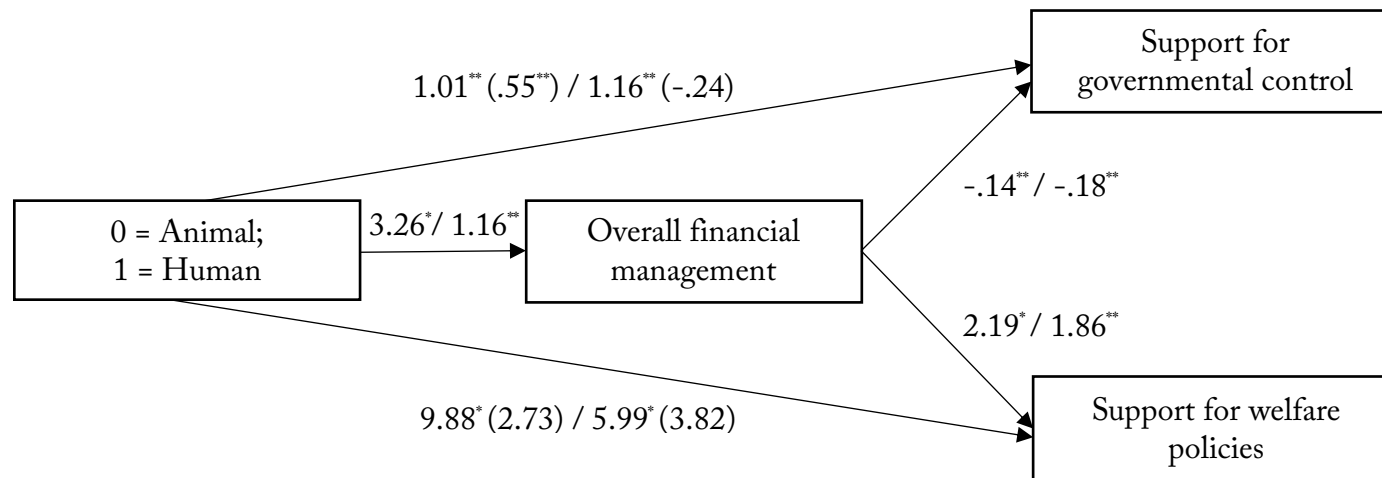 Support for
governmental control
1.01** (.55**) / 1.16** (-.24)
-.14** / -.18**
0 = Animal;
1 = Human
3.26* / 1.16**
Overall financial
management
2.19* / 1.86**
9.88* (2.73) / 5.99* (3.82)
Support for welfare
policies